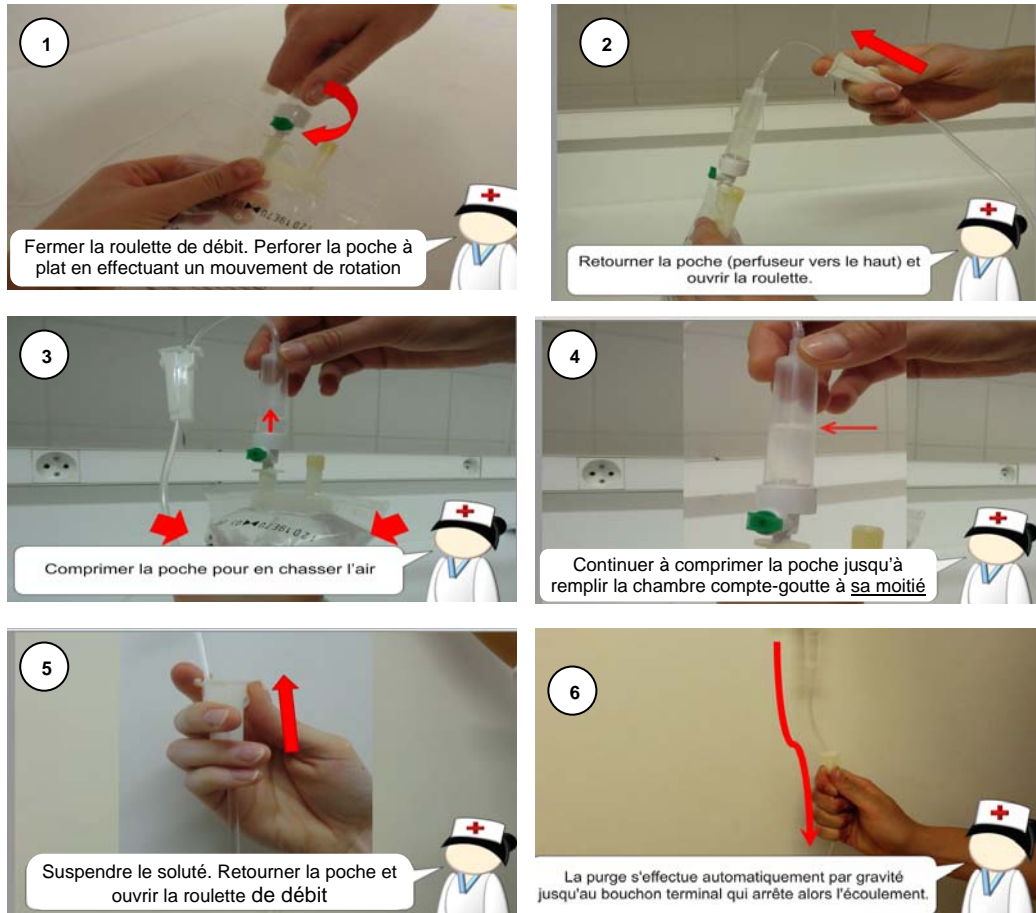 1
Fermer la roulette de débit. Perforer la poche à
plat en effectuant un mouvement de rotation
2
Retourner la poche (perfuseur vers le haut) et
ouvrir la roulette.
3
Comprimer la poche pour en chasser l'air
4
Continuer à comprimer la poche jusqu'à
remplir la chambre compte-goutte à sa moitié
5
Suspendre le soluté. Retourner la poche et
ouvrir la roulette de débit
6
La purge s'effectue automatiquement par gravité
jusqu'au bouchon terminal qui arrête alors l'écoulement.